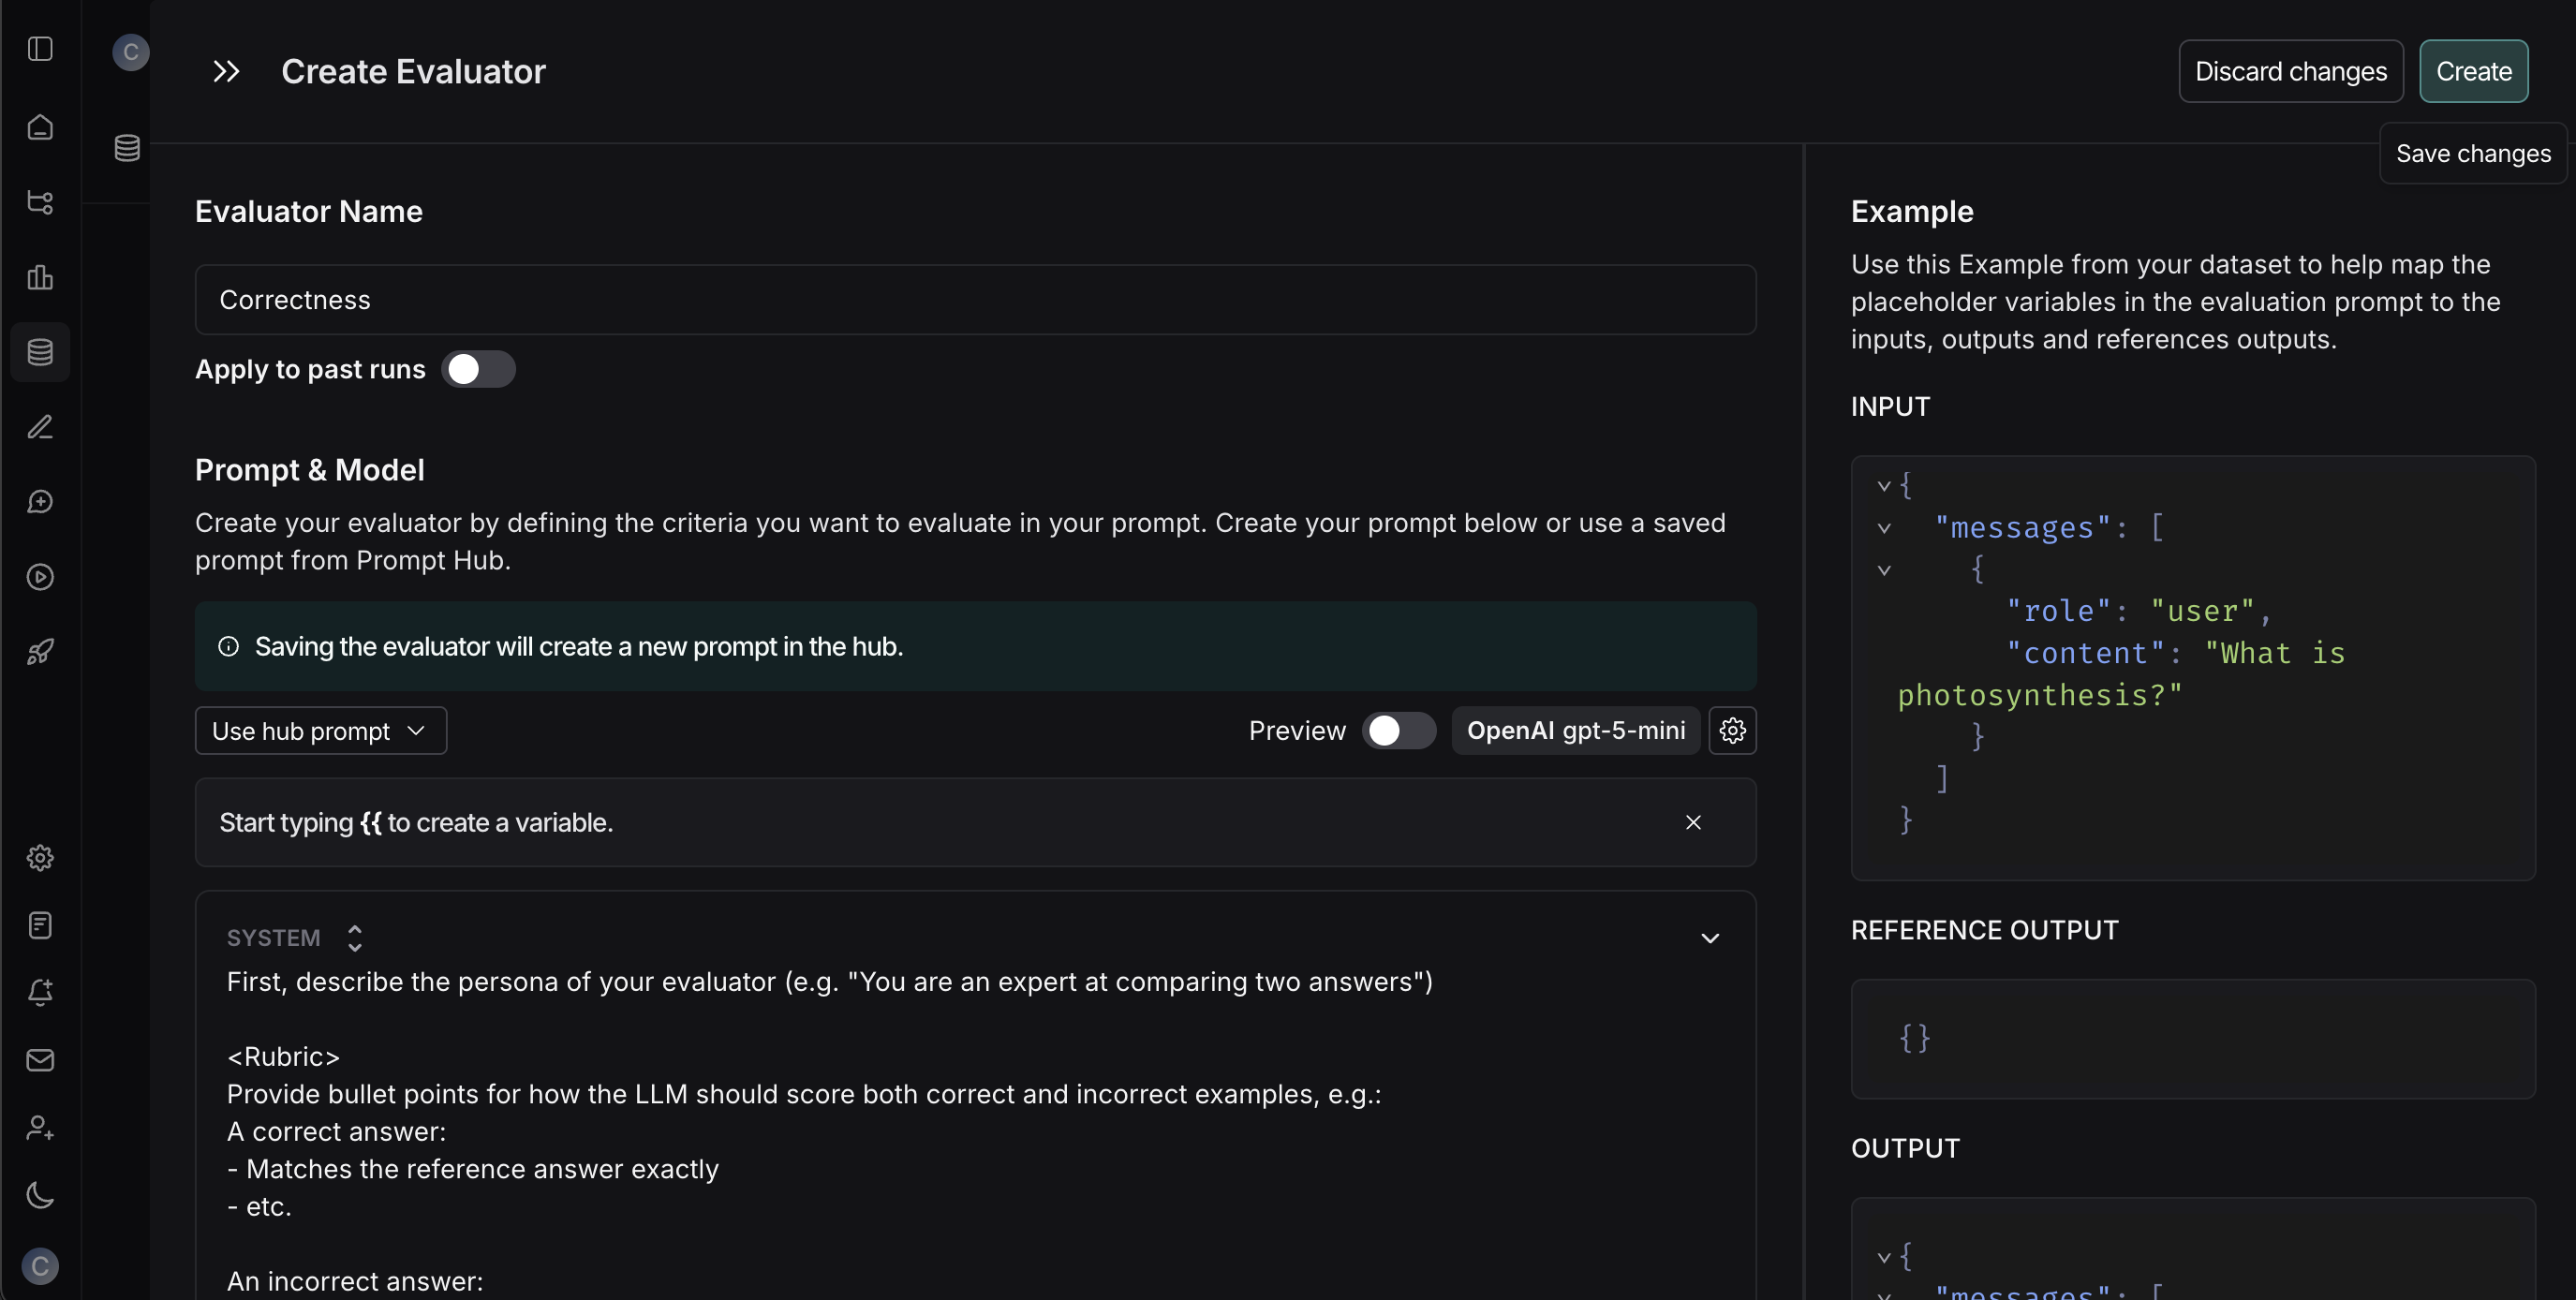 C
Create Evaluator
Discard changes
Create
Save changes
Evaluator Name
Correctness
Apply to past runs
Prompt & Model
Create your evaluator by defining the criteria you want to evaluate in your prompt. Create your prompt below or use a saved
prompt from Prompt Hub.
Saving the evaluator will create a new prompt in the hub.
Use hub prompt
Preview
OpenAI gpt-5-mini
Start typing {{ to create a variable.
SYSTEM
First, describe the persona of your evaluator (e.g. "You are an expert at comparing two answers")
<Rubric>
Provide bullet points for how the LLM should score both correct and incorrect examples, e.g.:
A correct answer:
- Matches the reference answer exactly
- etc.
An incorrect answer:
Example
Use this Example from your dataset to help map the
placeholder variables in the evaluation prompt to the
inputs, outputs and references outputs.
INPUT
{
"messages": [
{
"role": "user",
"content": "What is
photosynthesis?"
}
]
}
REFERENCE OUTPUT
{}
OUTPUT
{
"messages": [
C